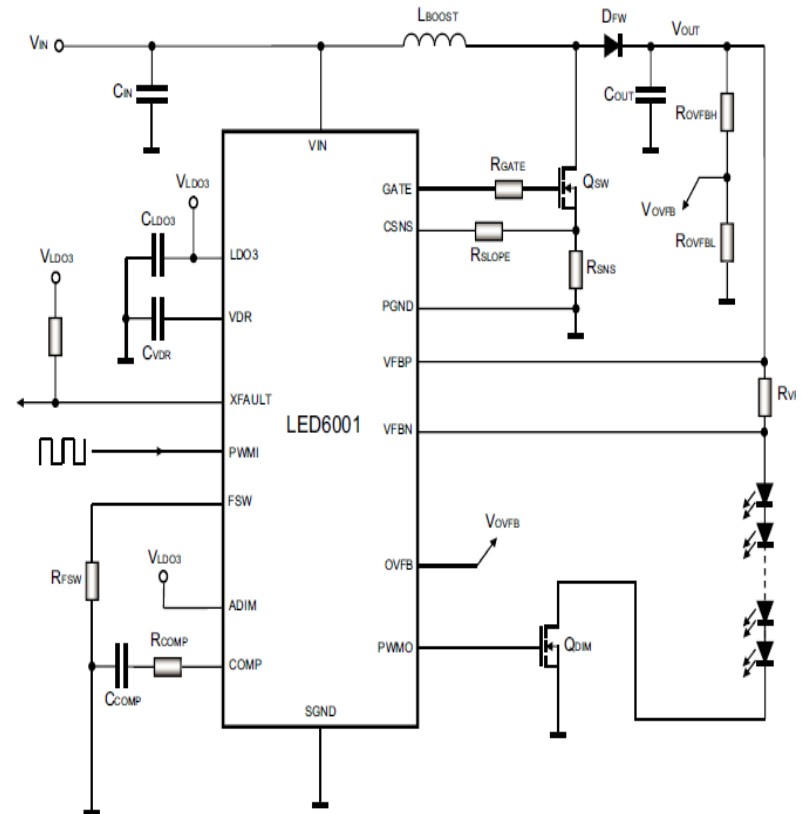 LBOOST
DFW
VIN
VOUT
CIN
COUT
ROVFBH
VIN
RGATE
QSW
VLDO3
GATE
VOVFB
CLDO3
CSNS
ROVFBL
RSLOPE
RSNS
VLDO3
LDO3
PGND
VDR
CVDR
VFBP
RVF
XFAULT
LED6001
VFBN
PWMI
FSW
VOVFB
VLDO3
OVFB
RFSW
ADIM
RCOMP
PWMO
QDIM
COMP
CCOMP
SGND